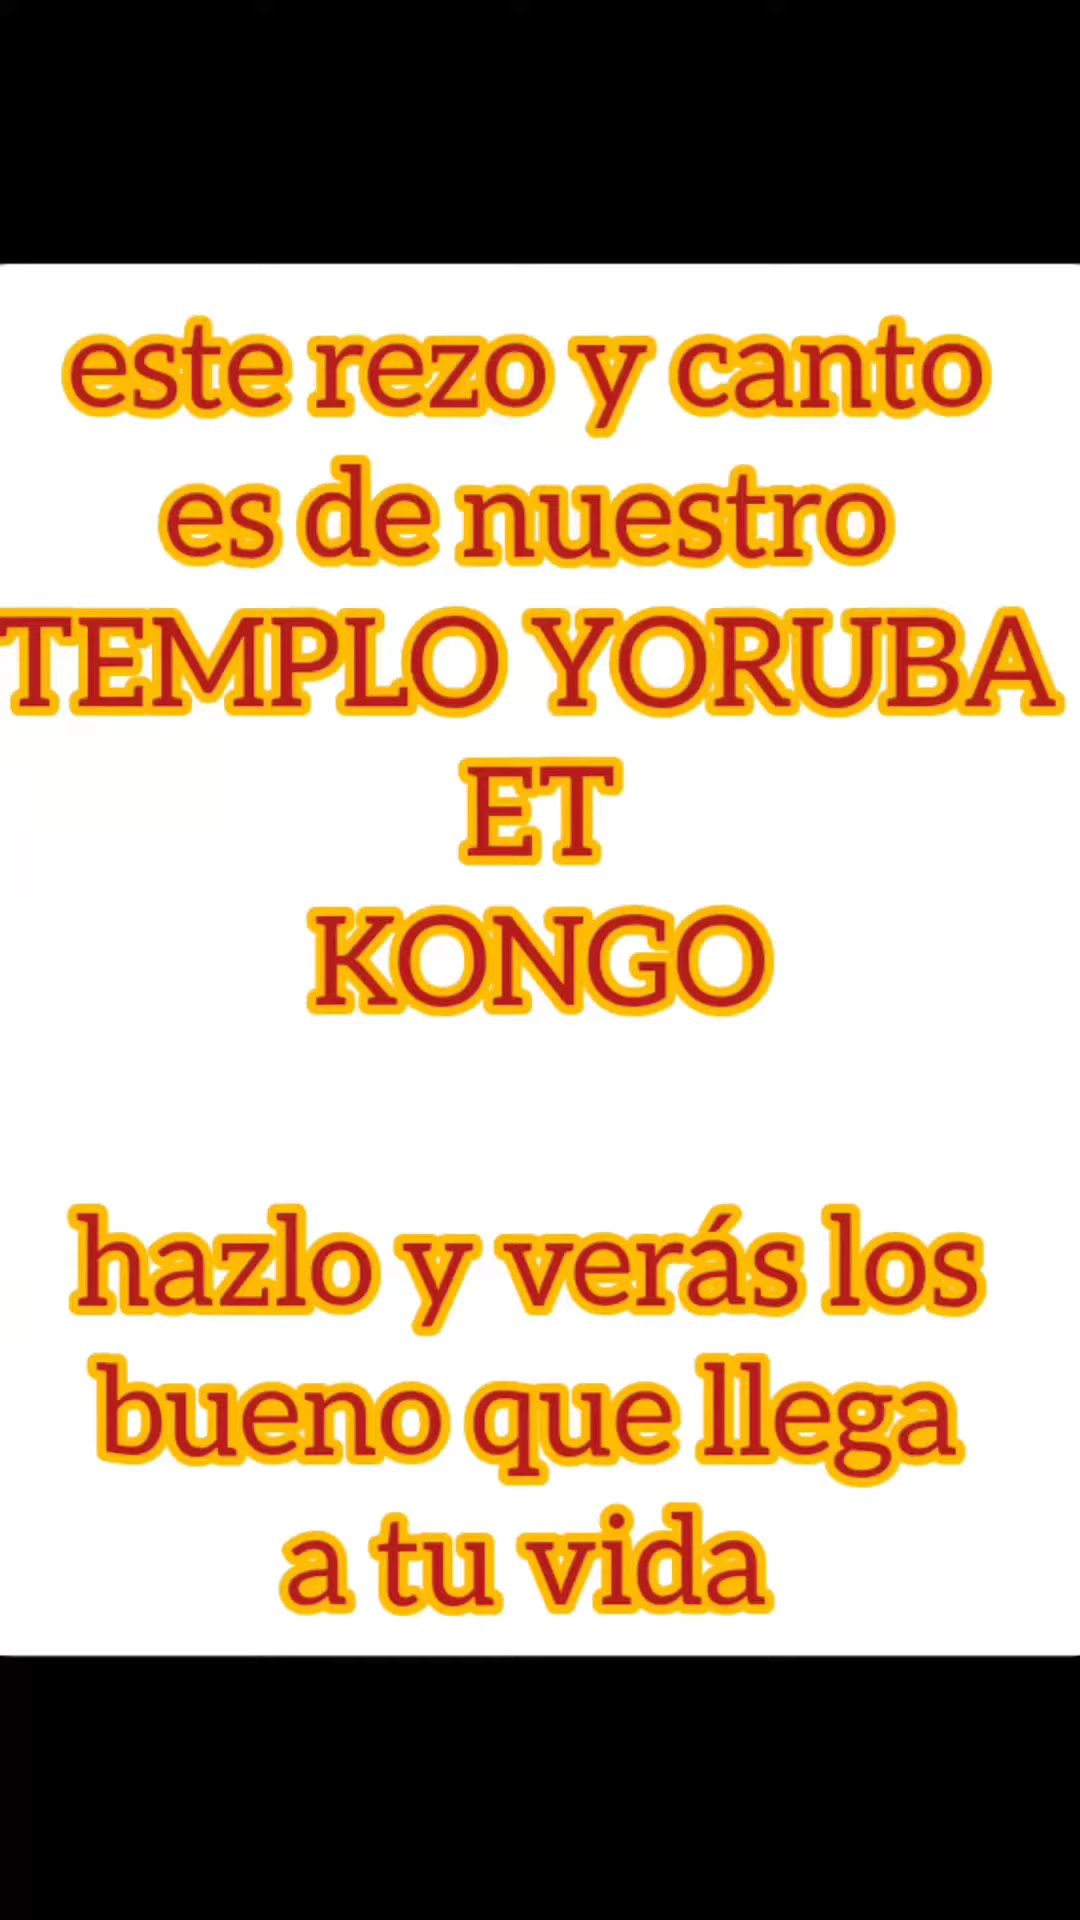 este rezo y canto
es de nuestro
TEMPLO YORUBA
ET
KONGO
hazlo y verás los
bueno que llega
a tu vida